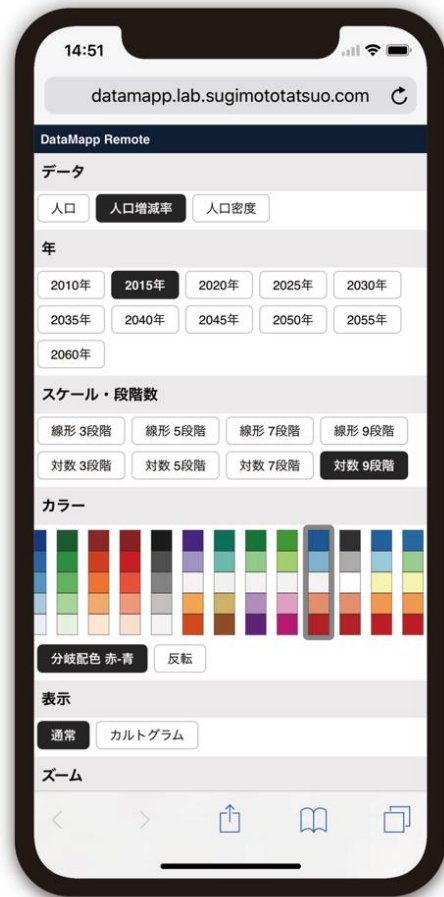 14:51
datamapp.lab.sugimototatsuo.com
DataMapp Remote
データ
人口 人口増減率 人口密度
年
2010年 2015年 2020年 2025年 2030年
2035年 2040年 2045年 2050年 2055年
2060年
スケール・段階数
線形 3段階 線形 5段階 線形 7段階 線形 9段階
対数 3段階 対数 5段階 対数 7段階 対数 9段階
カラー
分岐配色 赤-青 反転
表示
通常 カルトグラム
ズーム